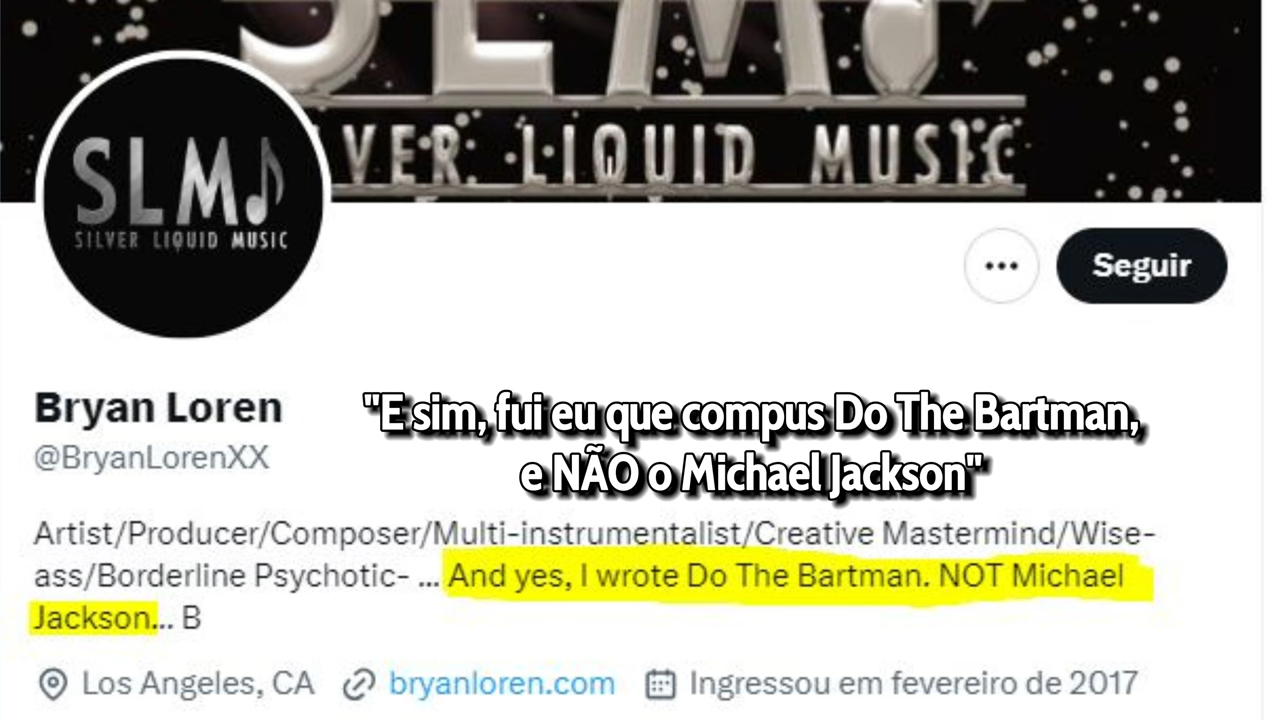 SLM
SILVER LIQUID MUSIC
SLM
SILVER LIQUID MUSIC
Seguir
Bryan Loren
@BryanLorenXX
"E sim, fui eu que compus Do The Bartman,
e NÃO o Michael Jackson"
Artist/Producer/Composer/Multi-instrumentalist/Creative Mastermind/Wise-
ass/Borderline Psychotic- ... And yes, I wrote Do The Bartman. NOT Michael
Jackson... B
Los Angeles, CA bryanloren.com Ingressou em fevereiro de 2017